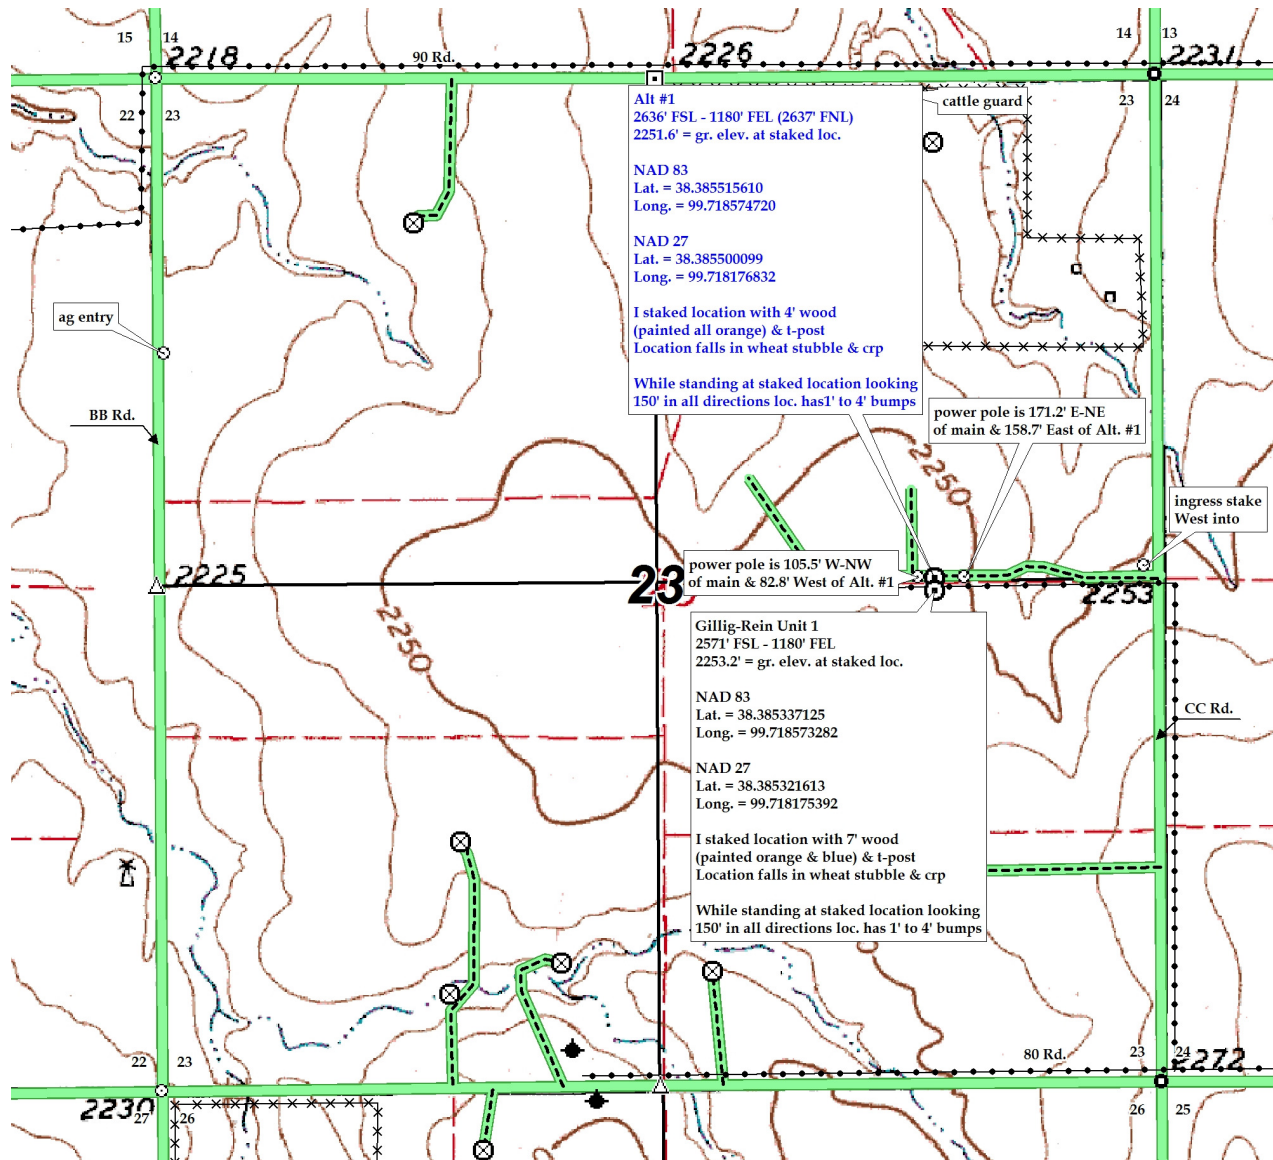 15
14
2218
90 Rd.
2226
14
13
2231
22
23
23
24
cattle guard
Alt #1
2636' FSL - 1180' FEL (2637' FNL)
2251.6' = gr. elev. at staked loc.
NAD 83
Lat. = 38.385515610
Long. = 99.718574720
NAD 27
Lat. = 38.385500099
Long. = 99.718176832
I staked location with 4' wood
(painted all orange) & t-post
Location falls in wheat stubble & crp
While standing at staked location looking
150' in all directions loc. has1' to 4' bumps
ag entry
BB Rd.
power pole is 171.2' E-NE
of main & 158.7' East of Alt. #1
2250
ingress stake
West into
power pole is 105.5' W-NW
of main & 82.8' West of Alt. #1
2225
23
2253
2250
Gillig-Rein Unit 1
2571' FSL - 1180' FEL
2253.2' = gr. elev. at staked loc.
NAD 83
Lat. = 38.385337125
Long. = 99.718573282
NAD 27
Lat. = 38.385321613
Long. = 99.718175392
I staked location with 7' wood
(painted orange & blue) & t-post
Location falls in wheat stubble & crp
While standing at staked location looking
150' in all directions loc. has 1' to 4' bumps
CC Rd.
22
23
80 Rd.
23
24
2272
2230
27
26
26
25